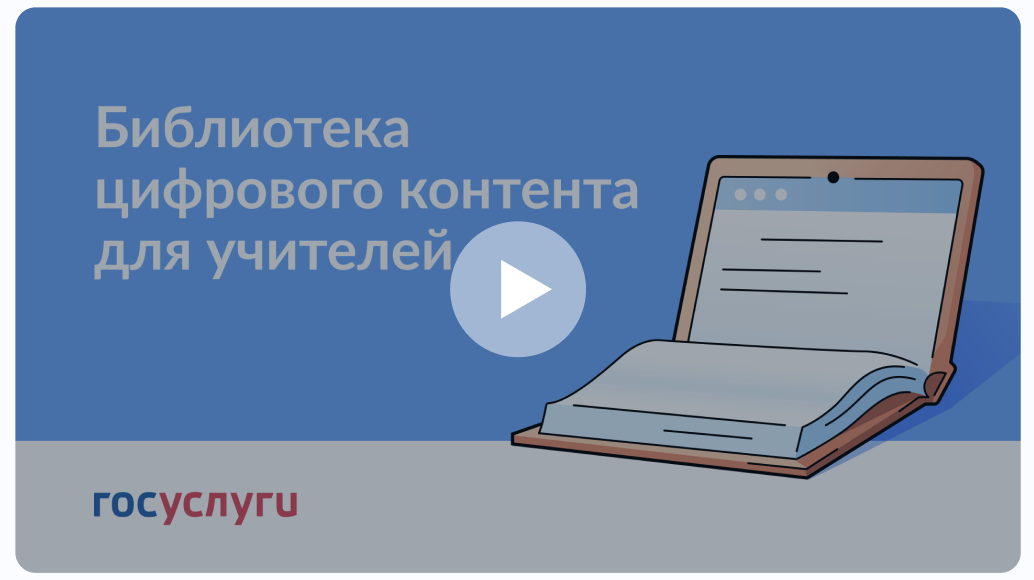 Библиотека
цифрового контента
для учителей
госуслуги